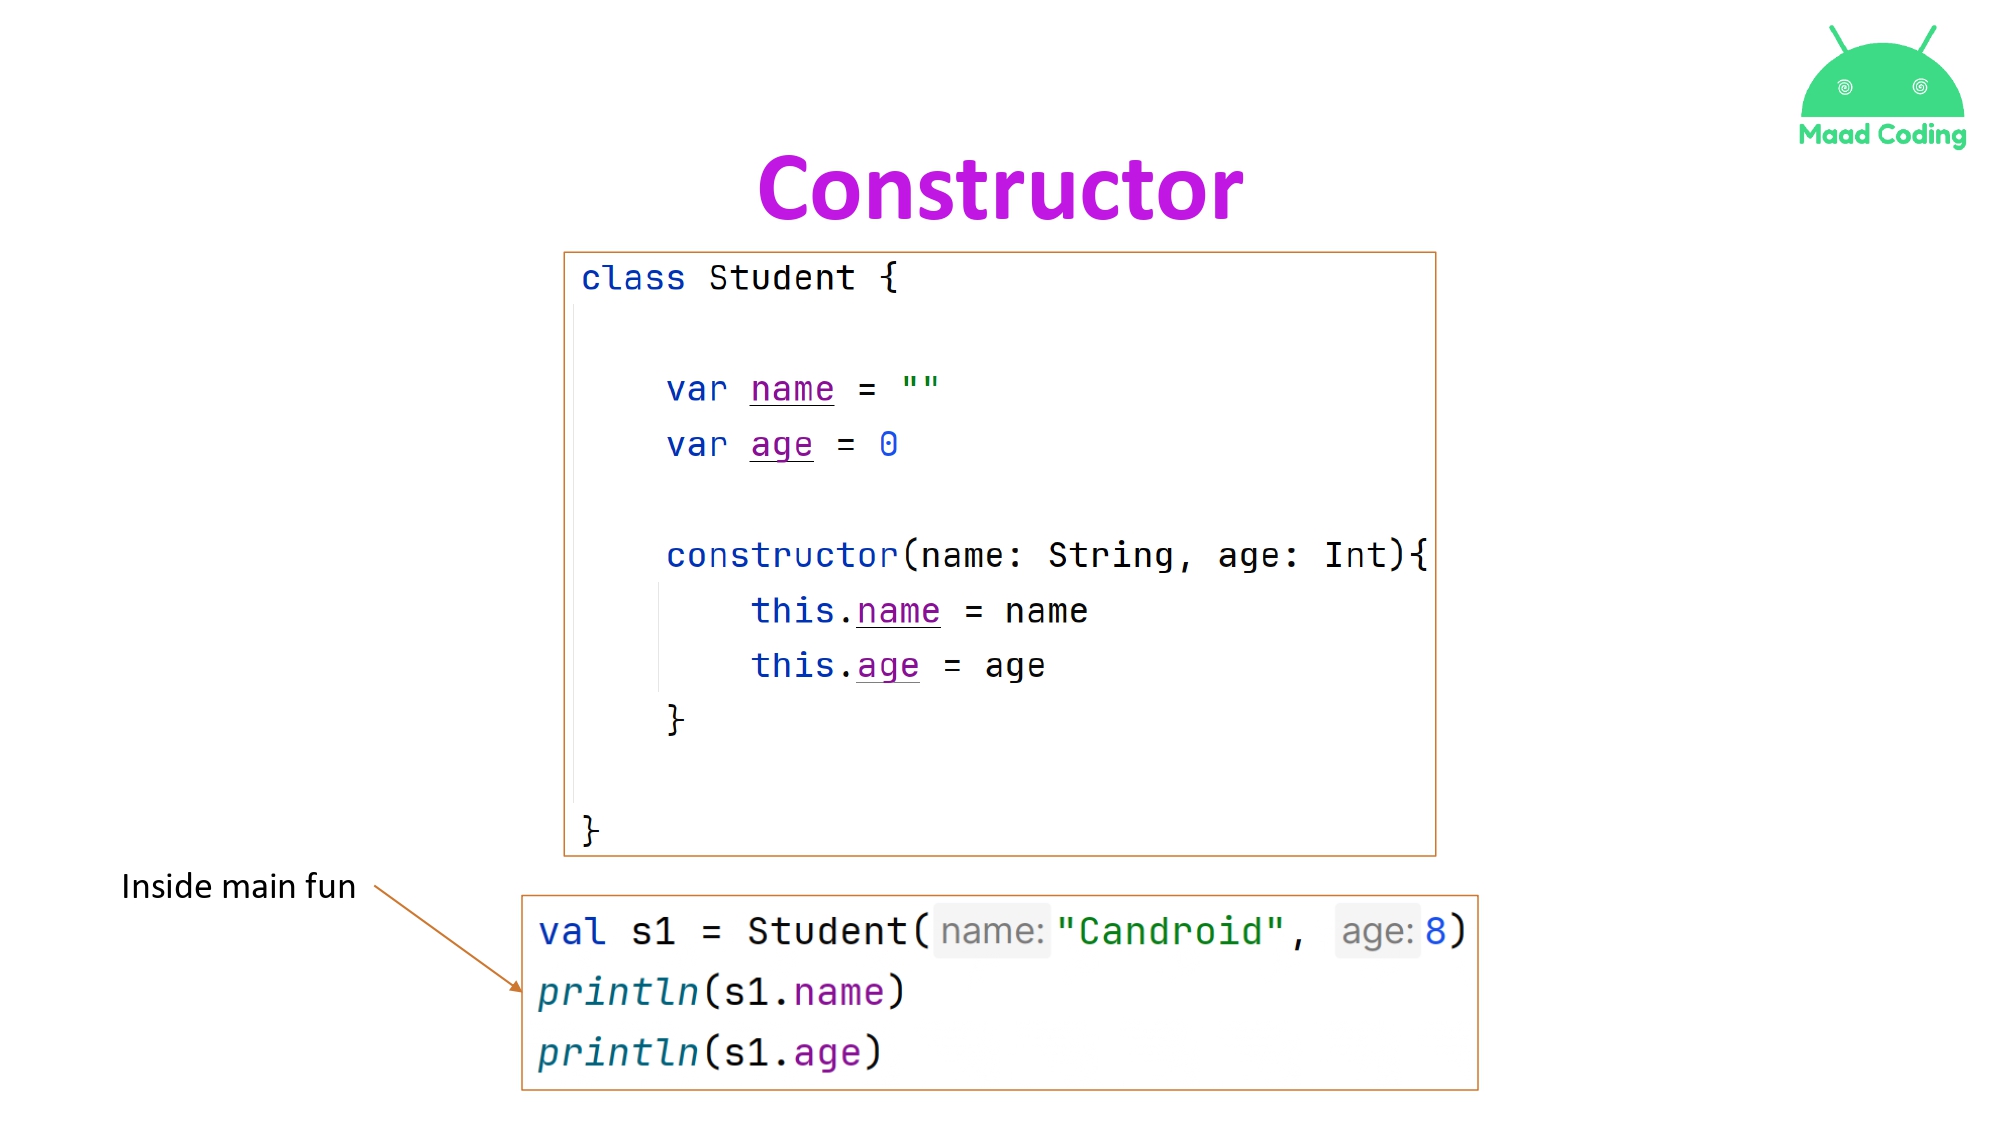 Maad Coding
Constructor
class Student {
var name = ""
var age = 0
constructor(name: String, age: Int){
this.name = name
this.age = age
}
}
Inside main fun
val s1 = Student(name: "Candroid", age: 8)
println(s1.name)
println(s1.age)